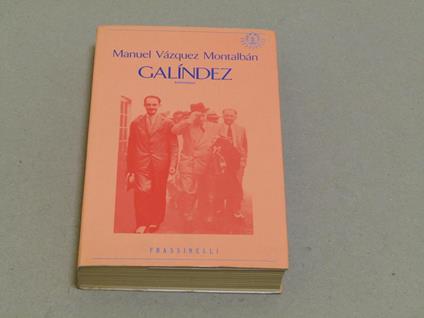 Manuel Vázquez Montalbán
GALÍNDEZ
FRASSINELLI